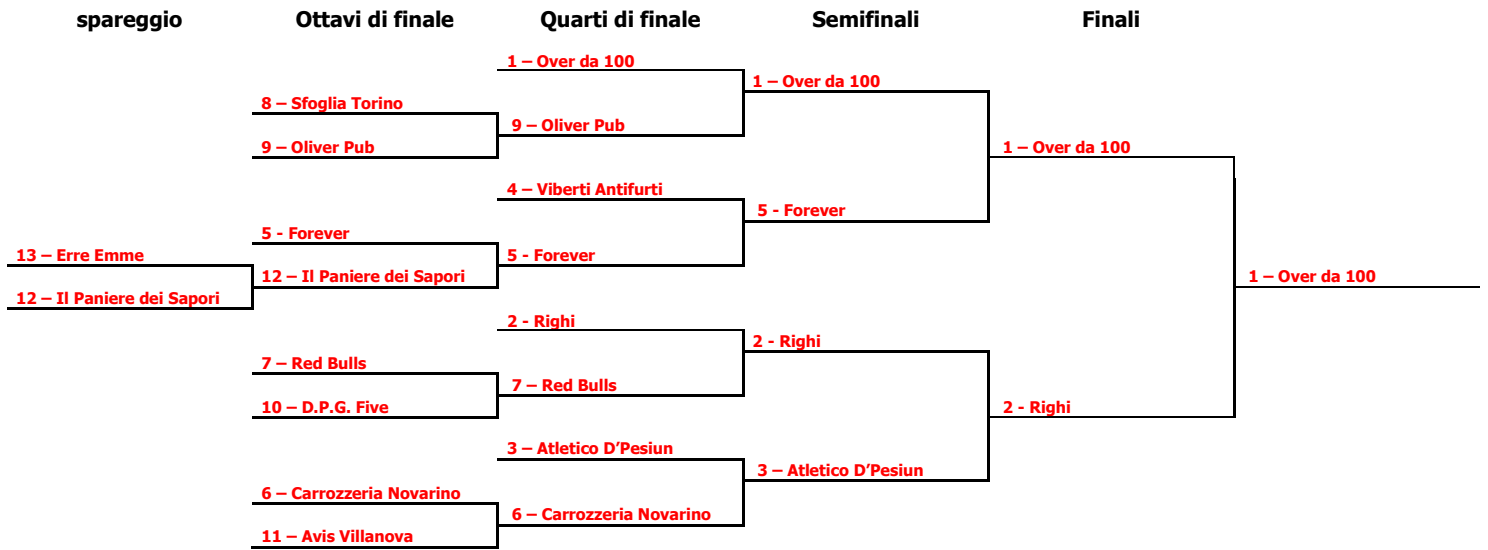 spareggio
Ottavi di finale
Quarti di finale
Semifinali
Finali
1 – Over da 100
1 – Over da 100
8 – Sfoglia Torino
9 – Oliver Pub
9 – Oliver Pub
1 – Over da 100
4 – Viberti Antifurti
5 - Forever
5 - Forever
13 – Erre Emme
5 - Forever
12 – Il Paniere dei Sapori
1 – Over da 100
12 – Il Paniere dei Sapori
2 - Righi
2 - Righi
7 – Red Bulls
7 – Red Bulls
10 – D.P.G. Five
2 - Righi
3 – Atletico D’Pesiun
3 – Atletico D’Pesiun
6 – Carrozzeria Novarino
6 – Carrozzeria Novarino
11 – Avis Villanova